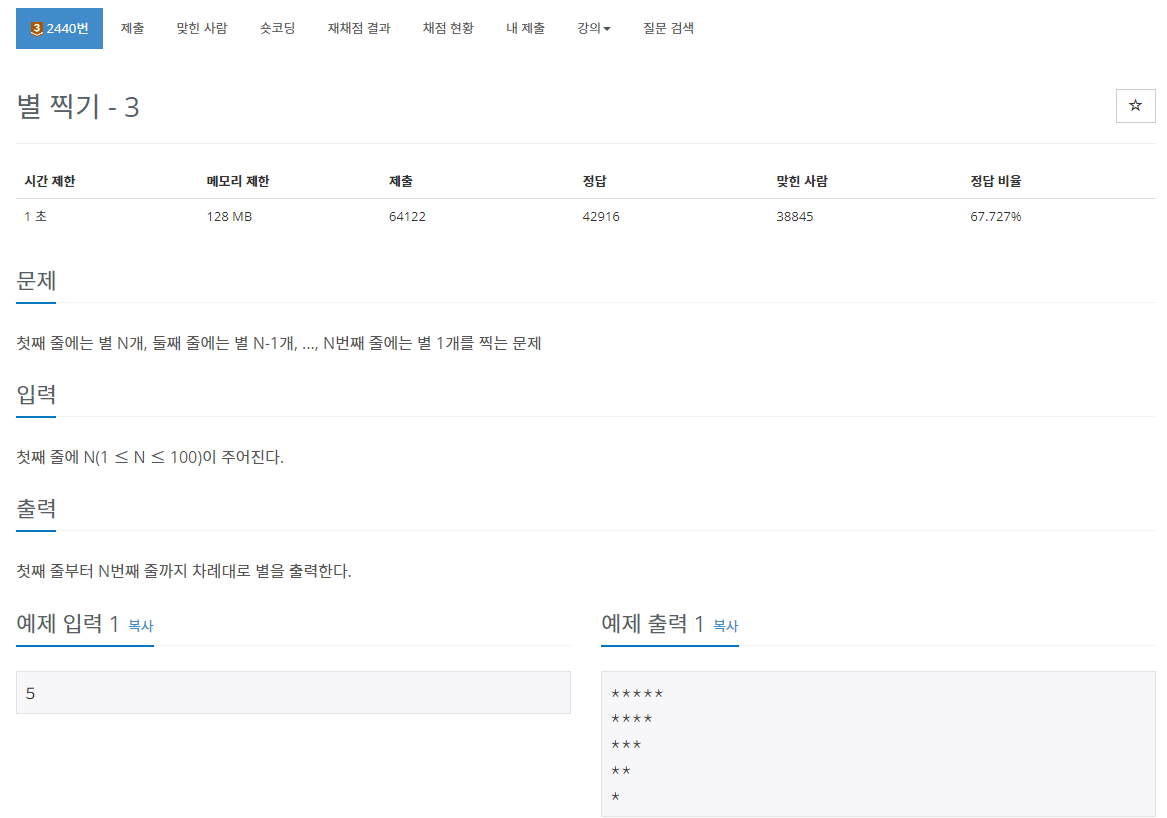 3 2440번 제출 맞힌 사람 숏코딩 재채점 결과 채점 현황 내 제출 강의 질문 검색
별 찍기 - 3
시간 제한 메모리 제한 제출 정답 맞힌 사람 정답 비율
1 초 128 MB 64122 42916 38845 67.727%
문제
첫째 줄에는 별 N개, 둘째 줄에는 별 N-1개, ..., N번째 줄에는 별 1개를 찍는 문제
입력
첫째 줄에 N(1 ≤ N ≤ 100)이 주어진다.
출력
첫째 줄부터 N번째 줄까지 차례대로 별을 출력한다.
예제 입력 1 복사
5
예제 출력 1 복사
*****
****
***
**
*